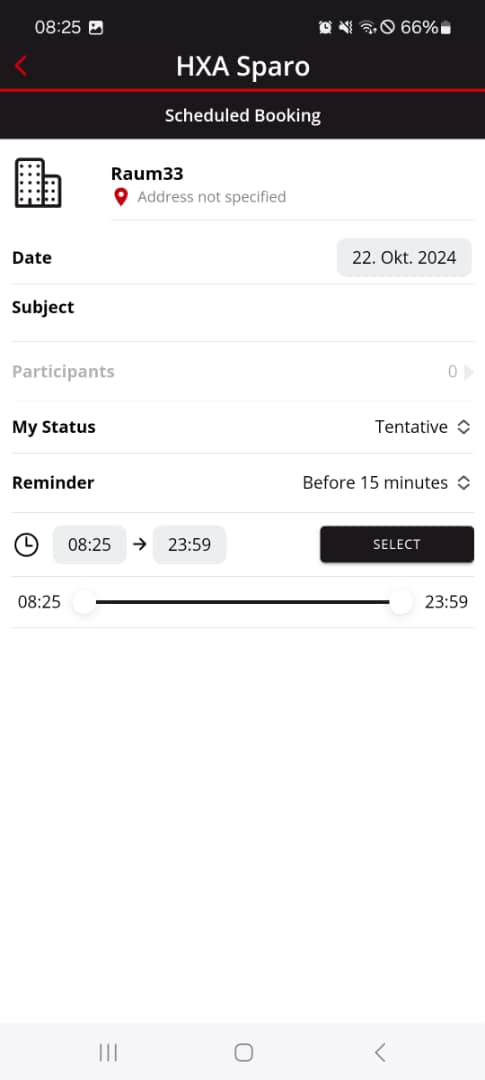 08:25 66%
HXA Sparo
Scheduled Booking
Raum33
Address not specified
Date 22. Okt. 2024
Subject
Participants 0
My Status Tentative
Reminder Before 15 minutes
08:25 → 23:59 SELECT
08:25 23:59